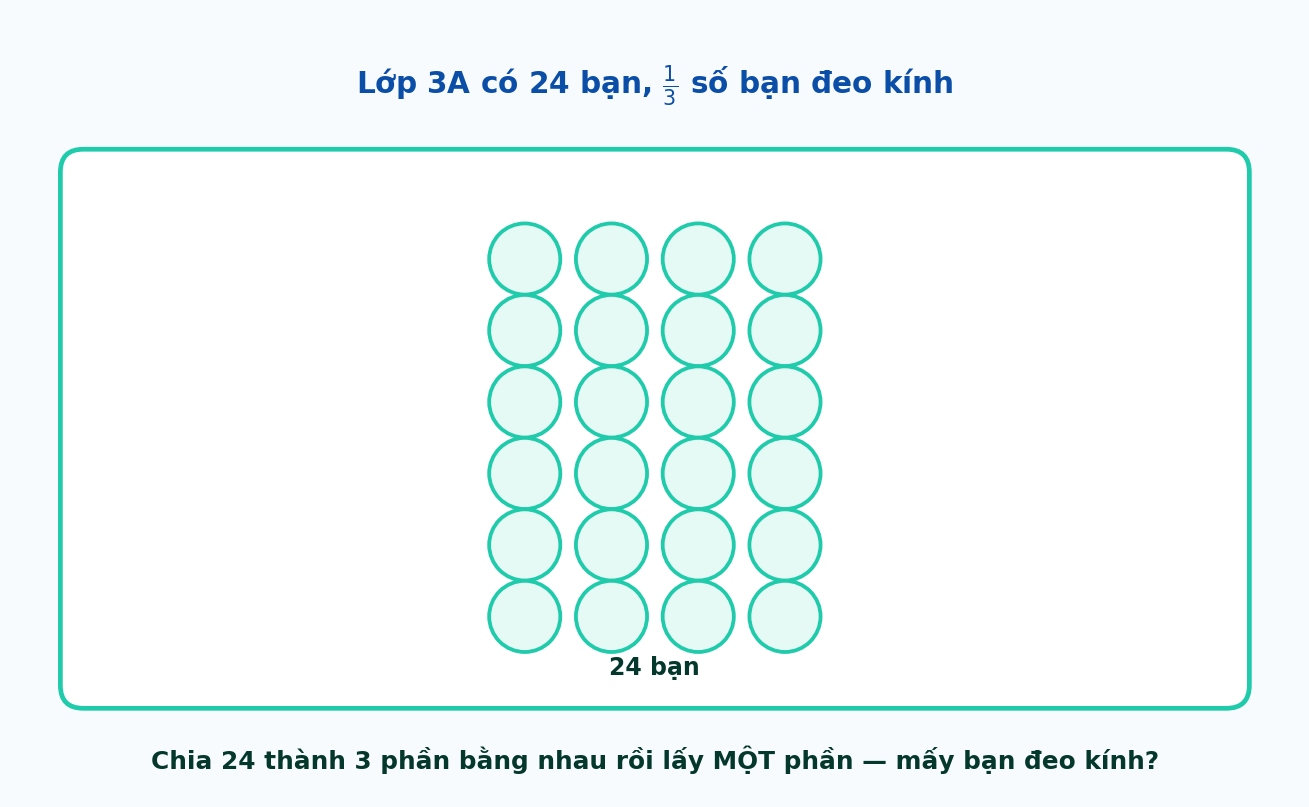 Lớp 3A có 24 bạn, $\frac{1}{3}$ số bạn đeo kính
24 bạn
Chia 24 thành 3 phần bằng nhau rồi lấy MỘT phần — mấy bạn đeo kính?